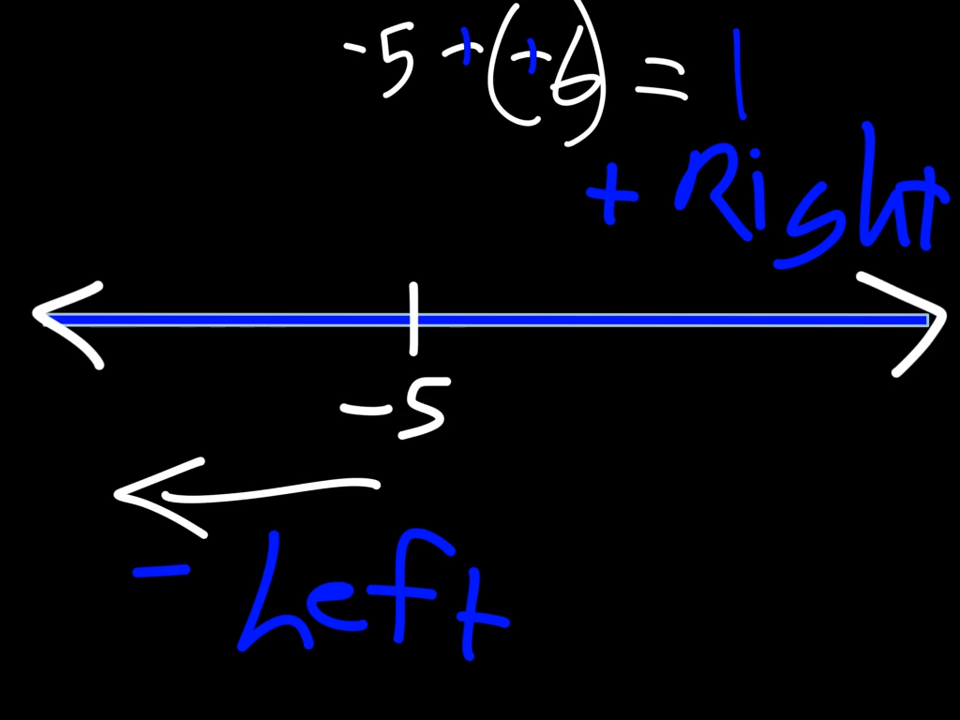 -5 + (+6) = 1
+ Right
-5
- Left